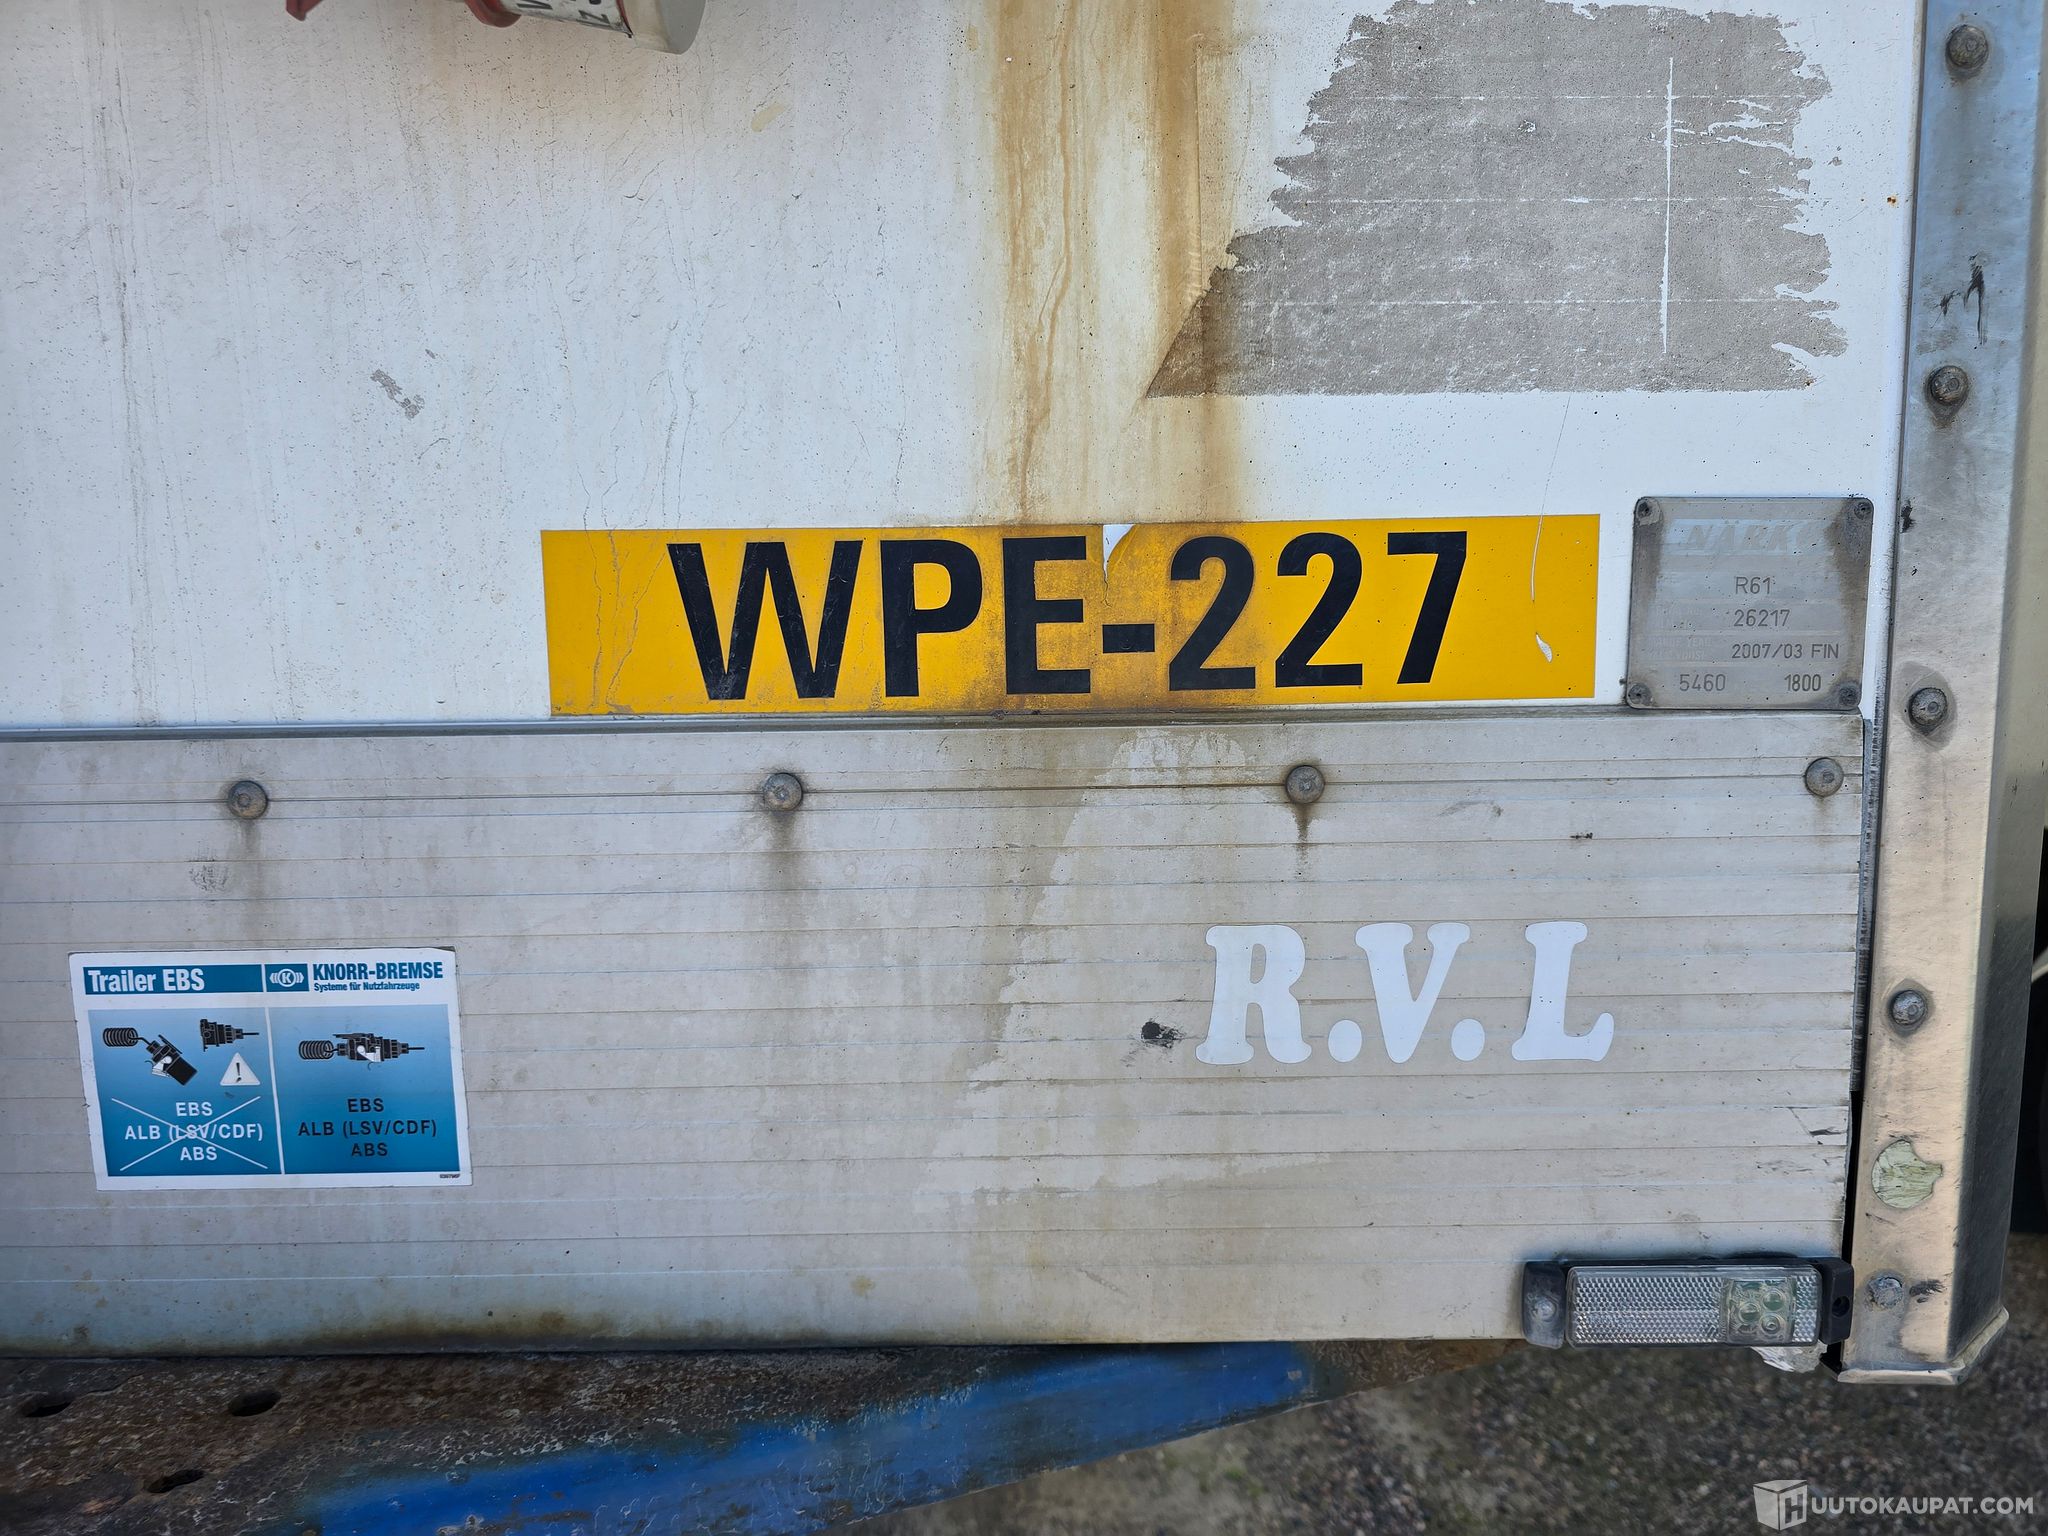 WPE-227
NÄRKO
R61
26217
2007/03 FIN
5460 1800
R.V.L
Trailer EBS
KNORR-BREMSE
Systeme für Nutzfahrzeuge
EBS
ALB (LSV/CDF)
ABS
EBS
ALB (LSV/CDF)
ABS
HUUTOKAUPAT.COM